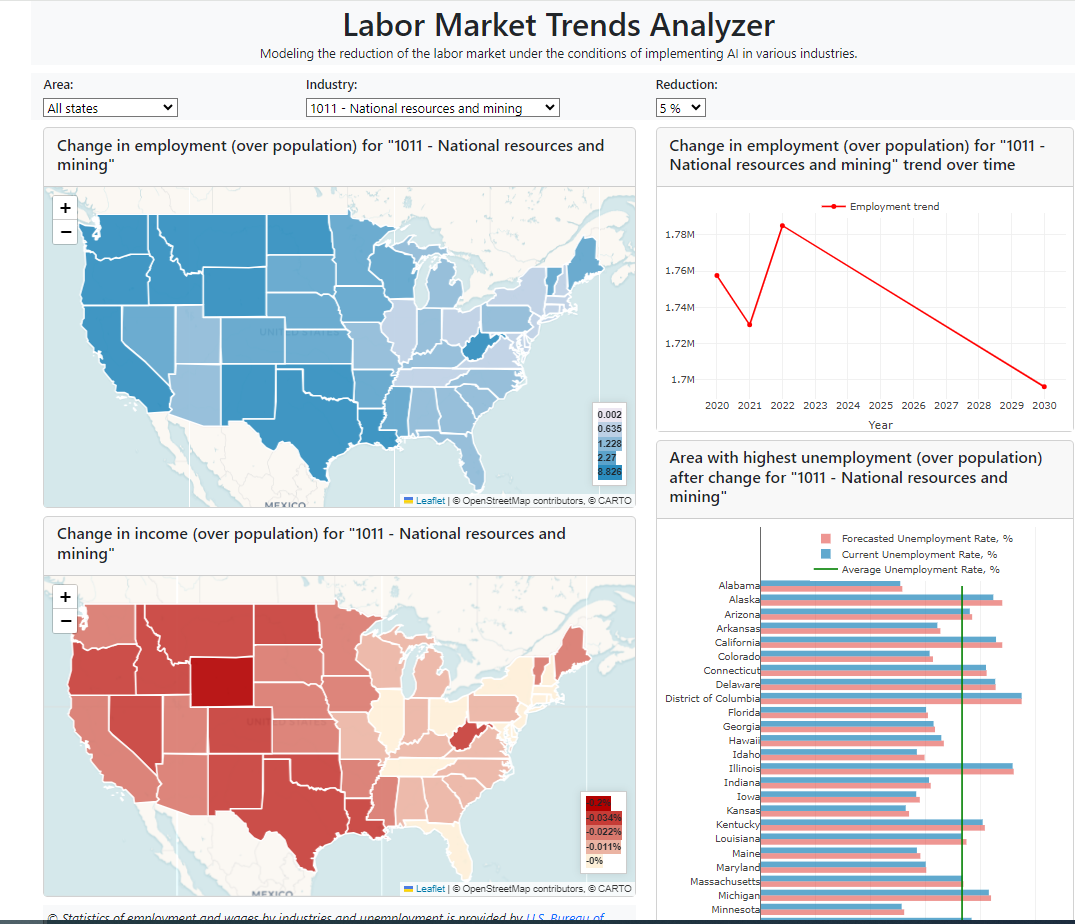 Labor Market Trends Analyzer
Modeling the reduction of the labor market under the conditions of implementing AI in various industries.
Area:
Industry:
Reduction:
All states
1011 - National resources and mining
5 %
Change in employment (over population) for "1011 - National resources and
mining"
+
−
UNITED STATES
MEXICO
0.002
0.635
1.228
2.27
8.826
Leaflet | © OpenStreetMap contributors, © CARTO
Change in income (over population) for "1011 - National resources and
mining"
+
−
UNITED STATES
MEXICO
-0.034%
-0.022%
-0.011%
-0%
Leaflet | © OpenStreetMap contributors, © CARTO
© Statistics of employment and wages by industries and unemployment is provided by U.S. Bureau of
Change in employment (over population) for "1011 -
National resources and mining" trend over time
Employment trend
1.78M
1.76M
1.74M
1.72M
1.7M
2020 2021 2022 2023 2024 2025 2026 2027 2028 2029 2030
Year
Area with highest unemployment (over population)
after change for "1011 - National resources and
mining"
Forecasted Unemployment Rate, %
Current Unemployment Rate, %
Average Unemployment Rate, %
Alabama
Alaska
Arizona
Arkansas
California
Colorado
Connecticut
Delaware
District of Columbia
Florida
Georgia
Hawaii
Idaho
Illinois
Indiana
Iowa
Kansas
Kentucky
Louisiana
Maine
Maryland
Massachusetts
Michigan
Minnesota